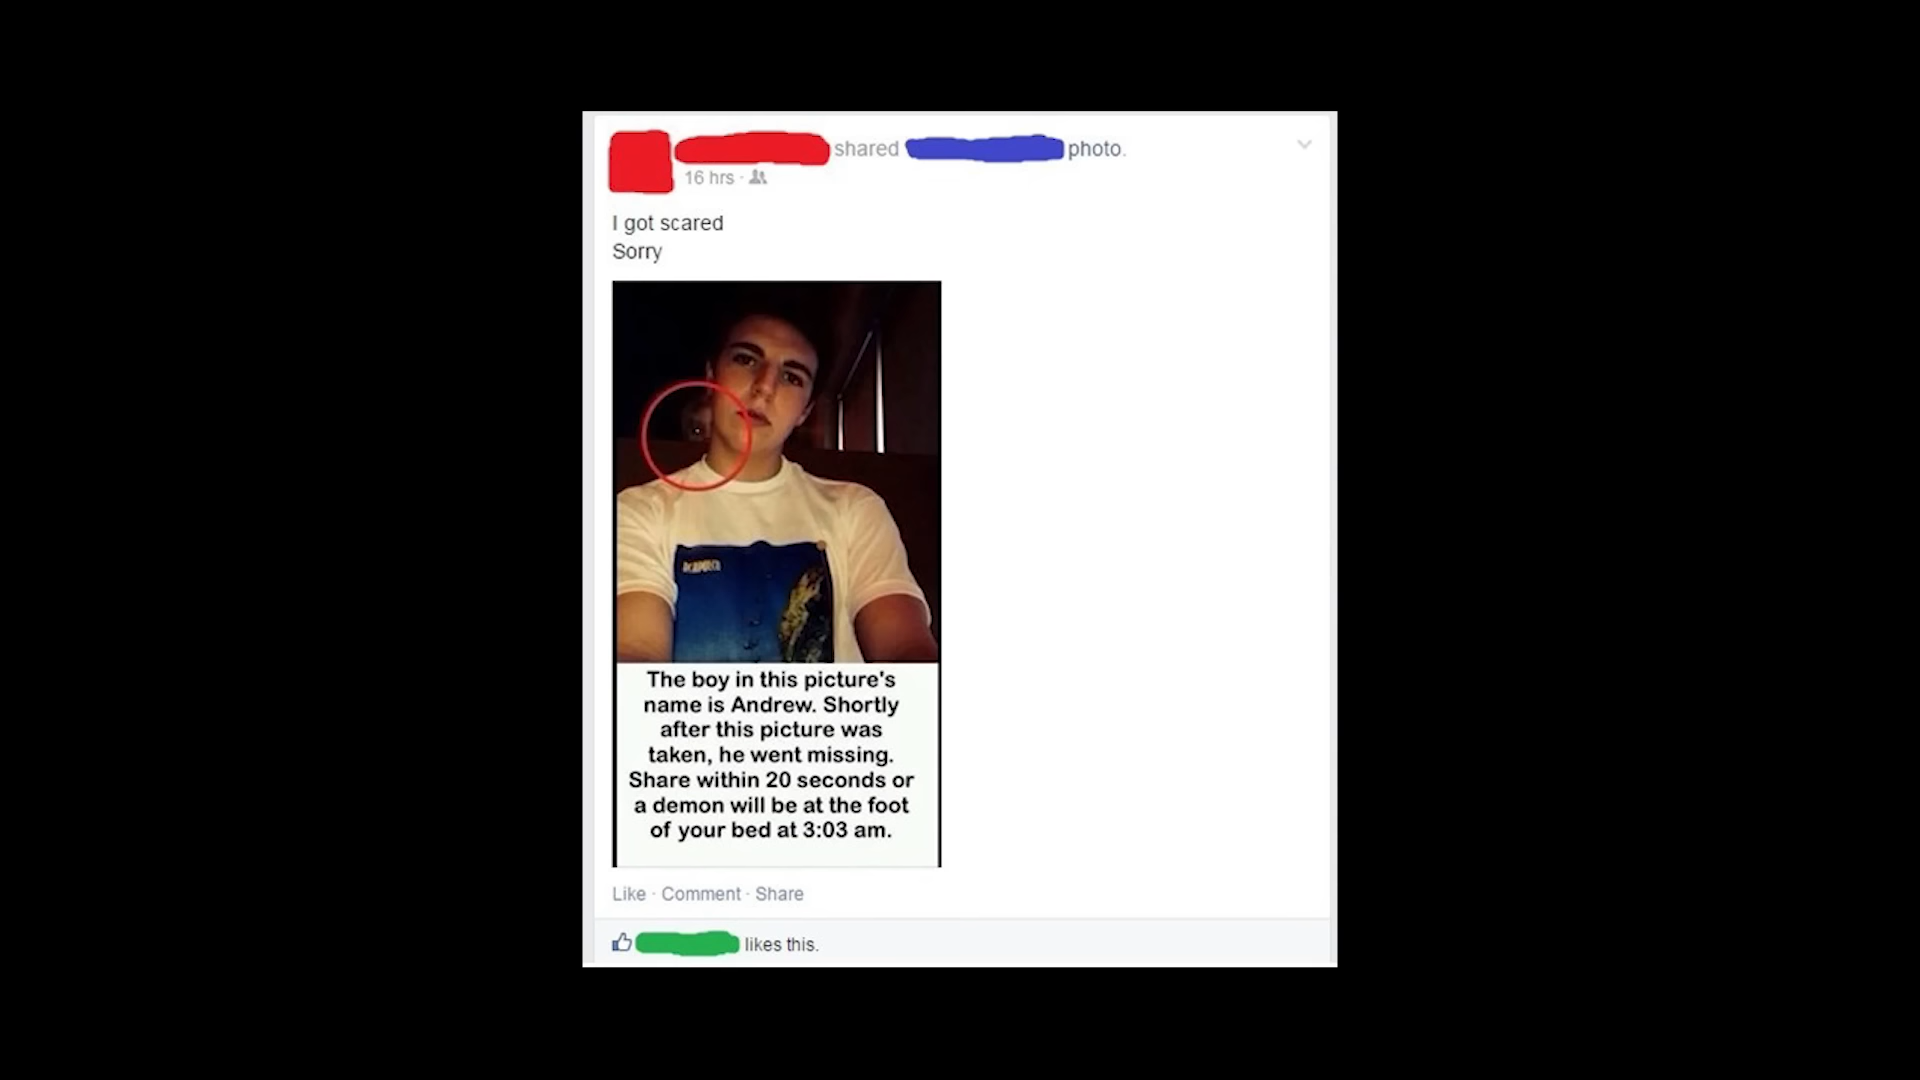 shared photo.
16 hrs ·
I got scared
Sorry
The boy in this picture's
name is Andrew. Shortly
after this picture was
taken, he went missing.
Share within 20 seconds or
a demon will be at the foot
of your bed at 3:03 am.
Like · Comment · Share
likes this.